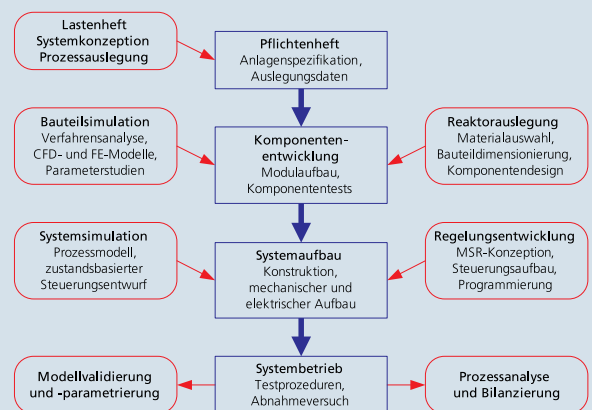 Lastenheft
Systemkonzeption
Prozessauslegung
Pflichtenheft
Anlagenspezifikation,
Auslegungsdaten
Bauteilsimulation
Verfahrensanalyse,
CFD- und FE-Modelle,
Parameterstudien
Komponenten-
entwicklung
Modulaufbau,
Komponententests
Reaktorauslegung
Materialauswahl,
Bauteildimensionierung,
Komponentendesign
Systemsimulation
Prozessmodell,
zustandsbasierter
Steuerungsentwurf
Systemaufbau
Konstruktion,
mechanischer und
elektrischer Aufbau
Regelungsentwicklung
MSR-Konzeption,
Steuerungsaufbau,
Programmierung
Modellvalidierung
und -parametrierung
Systembetrieb
Testprozeduren,
Abnahmeversuch
Prozessanalyse
und Bilanzierung